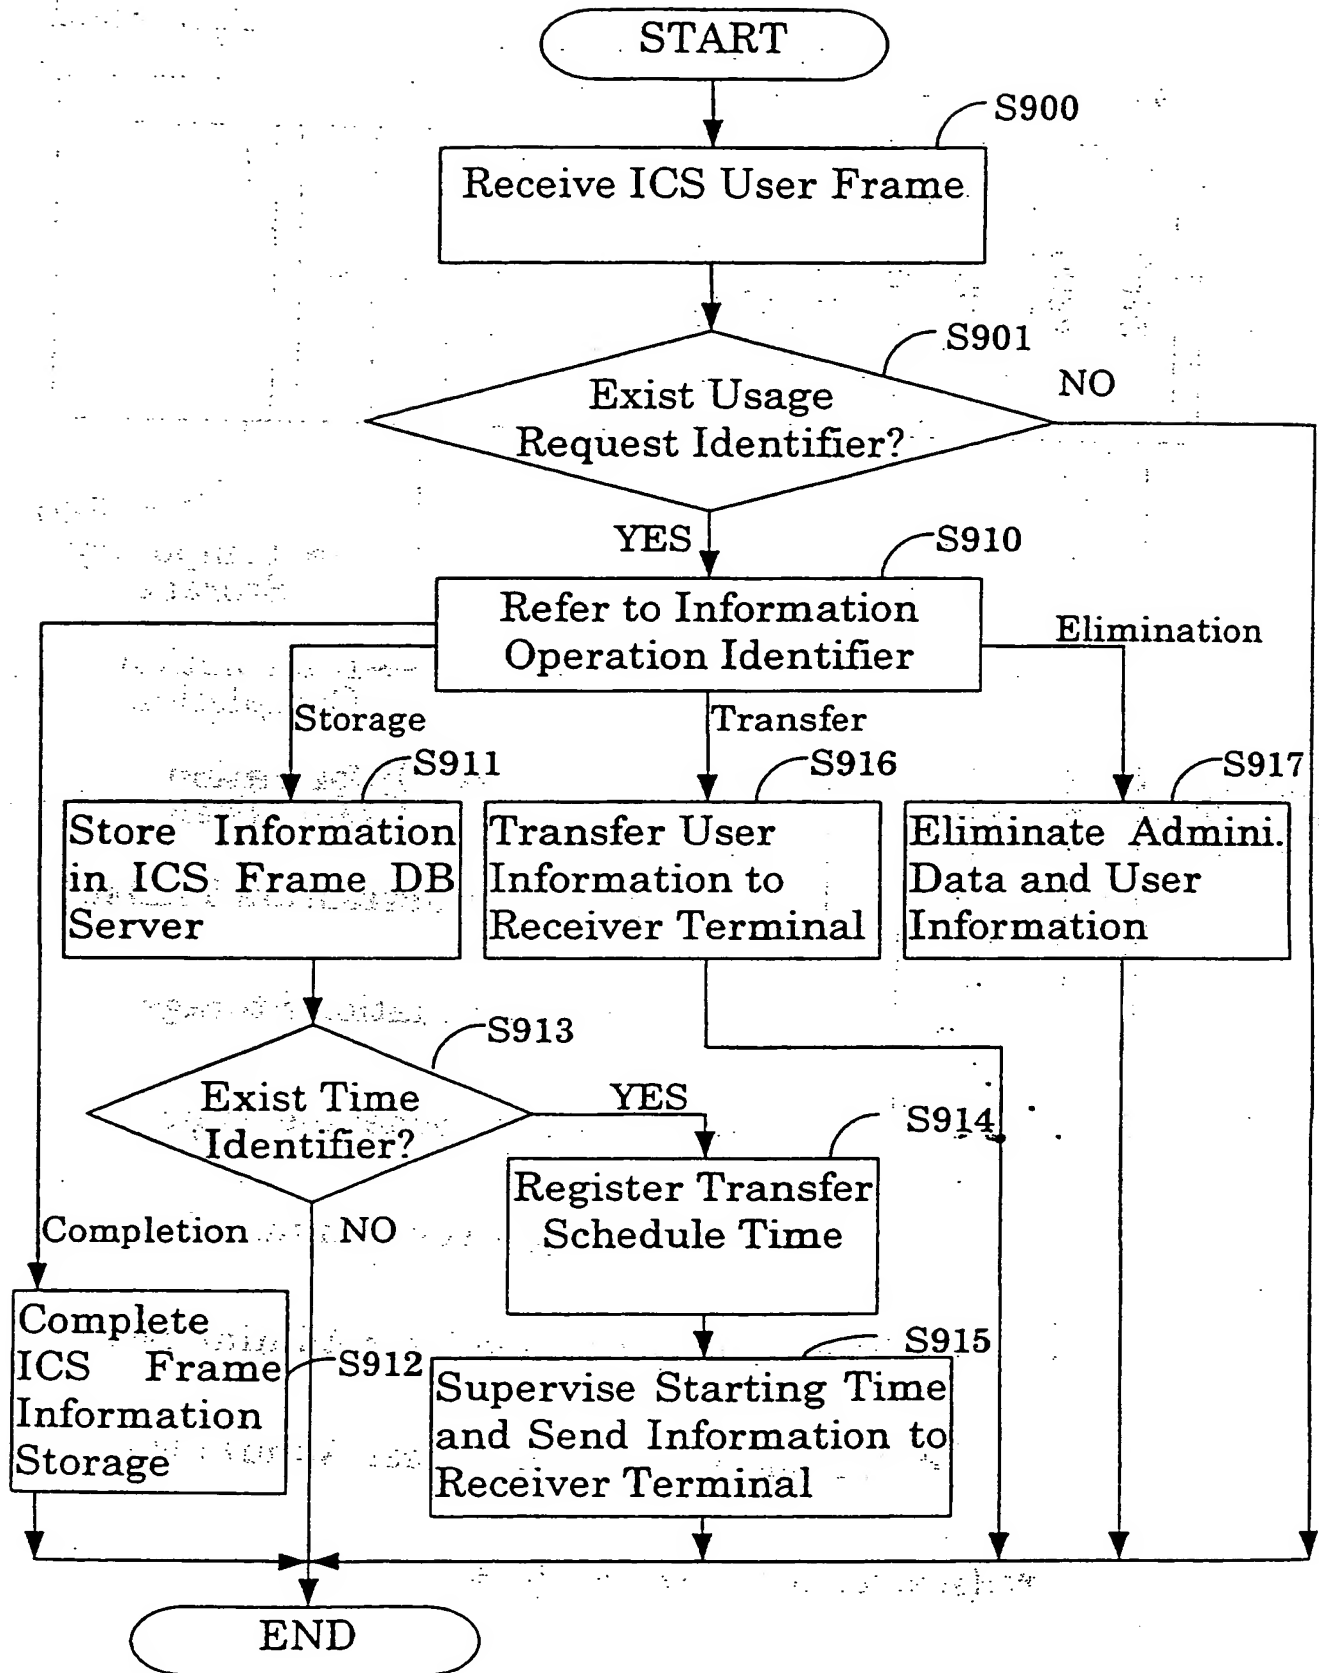 START
S900
Receive ICS User Frame
S901
Exist Usage
Request Identifier?
NO
YES
S910
Refer to Information
Operation Identifier
Elimination
Storage
Transfer
S911
S916
S917
Store Information
in ICS Frame DB
Server
Transfer User
Information to
Receiver Terminal
Eliminate Admini.
Data and User
Information
S913
Exist Time
Identifier?
YES
S914
Register Transfer
Schedule Time
Completion
NO
Complete
ICS Frame
Information
Storage
S912
S915
Supervise Starting Time
and Send Information to
Receiver Terminal
END